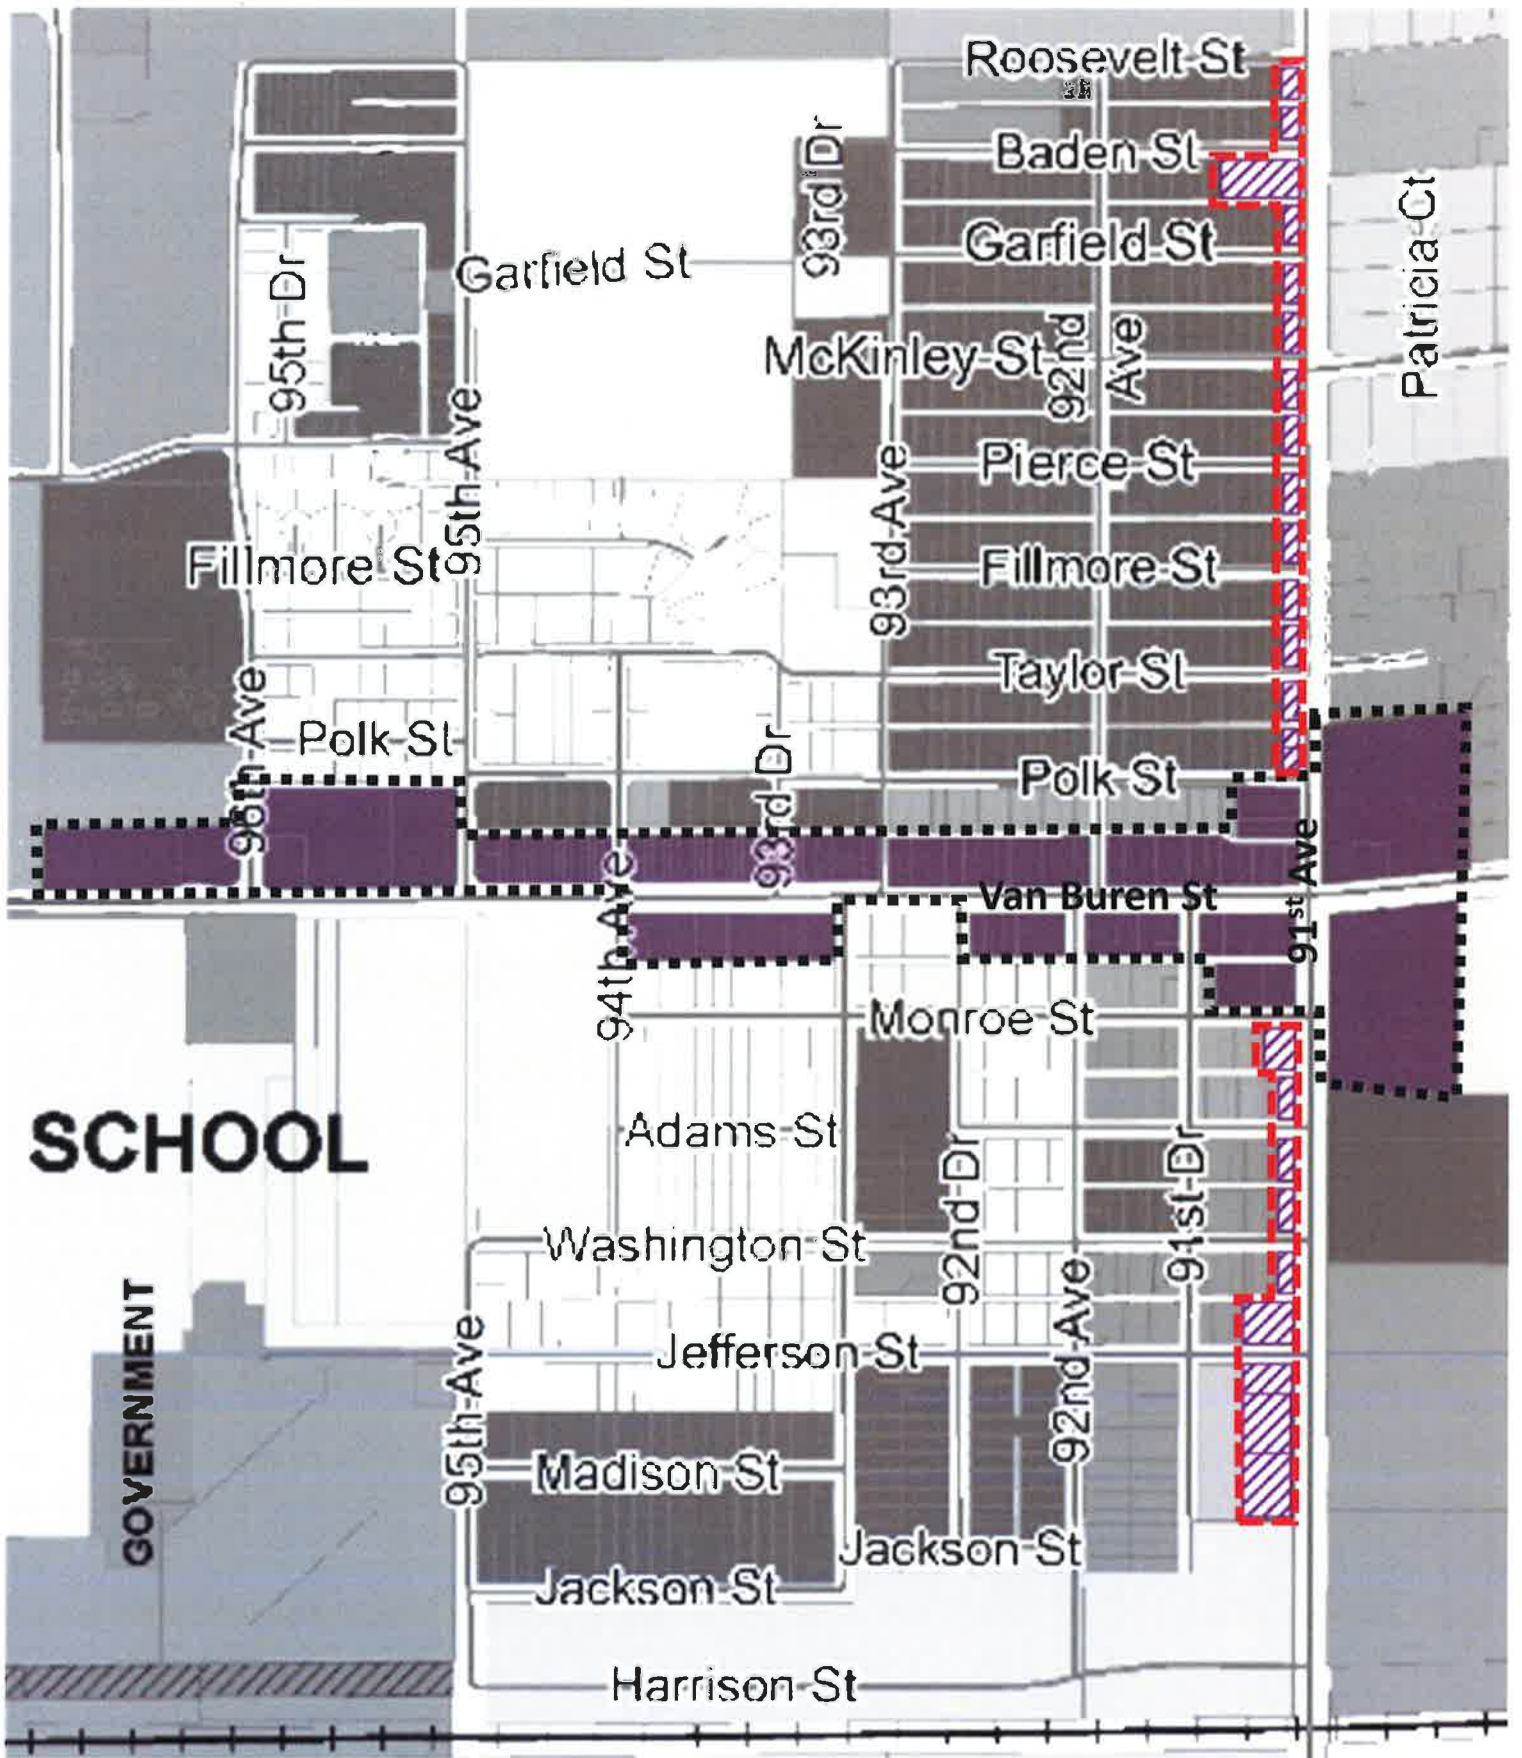 Roosevelt St
Baden St
93rd Dr
Garfield St
Patricia Ct
95th Dr
Garfield St
McKinley St
92nd
Ave
95th Ave
Pierce St
93rd Ave
Fillmore St
Fillmore St
Taylor St
96th Ave
Polk St
93rd Dr
Polk St
91st Ave
Van Buren St
94th Ave
Monroe St
SCHOOL
Adams St
92nd Dr
91st Dr
Washington St
GOVERNMENT
95th Ave
92nd Ave
Jefferson St
Madison St
Jackson St
Jackson St
Harrison St